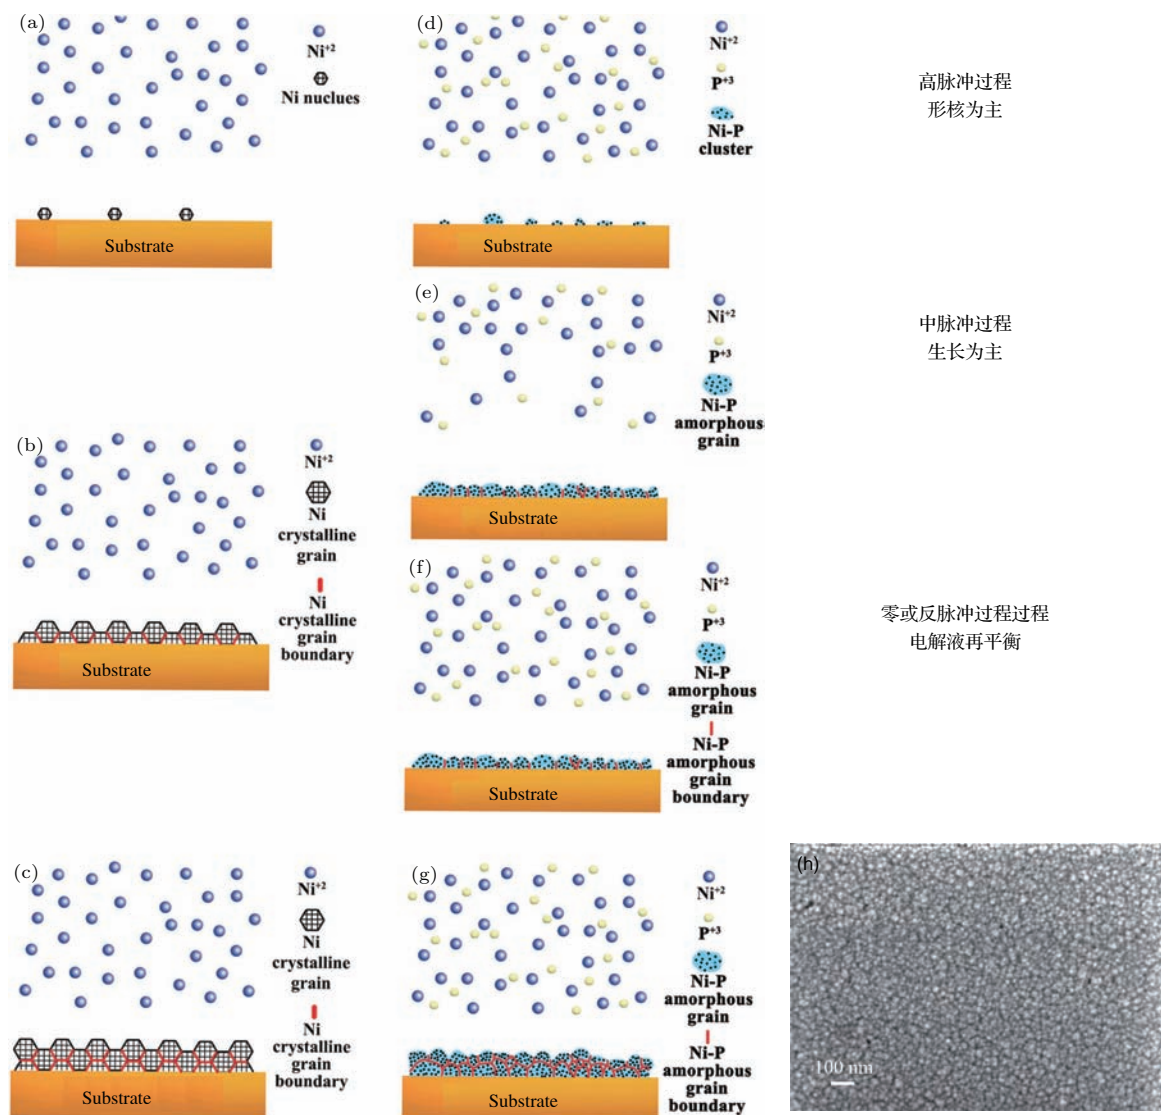 (a)
Ni+2
Ni nuclues
Substrate
(d)
Ni+2
P+3
Ni-P
cluster
Substrate
高脉冲过程
形核为主
(e)
Ni+2
P+3
Ni-P
amorphous
grain
Substrate
中脉冲过程
生长为主
(b)
Ni+2
Ni
crystalline
grain
Ni
crystalline
grain
boundary
Substrate
(f)
Ni+2
P+3
Ni-P
amorphous
grain
Ni-P
amorphous
grain
boundary
Substrate
零或反脉冲过程过程
电解液再平衡
(c)
Ni+2
Ni
crystalline
grain
Ni
crystalline
grain
boundary
Substrate
(g)
Ni+2
P+3
Ni-P
amorphous
grain
Ni-P
amorphous
grain
boundary
Substrate
(h)
100 nm